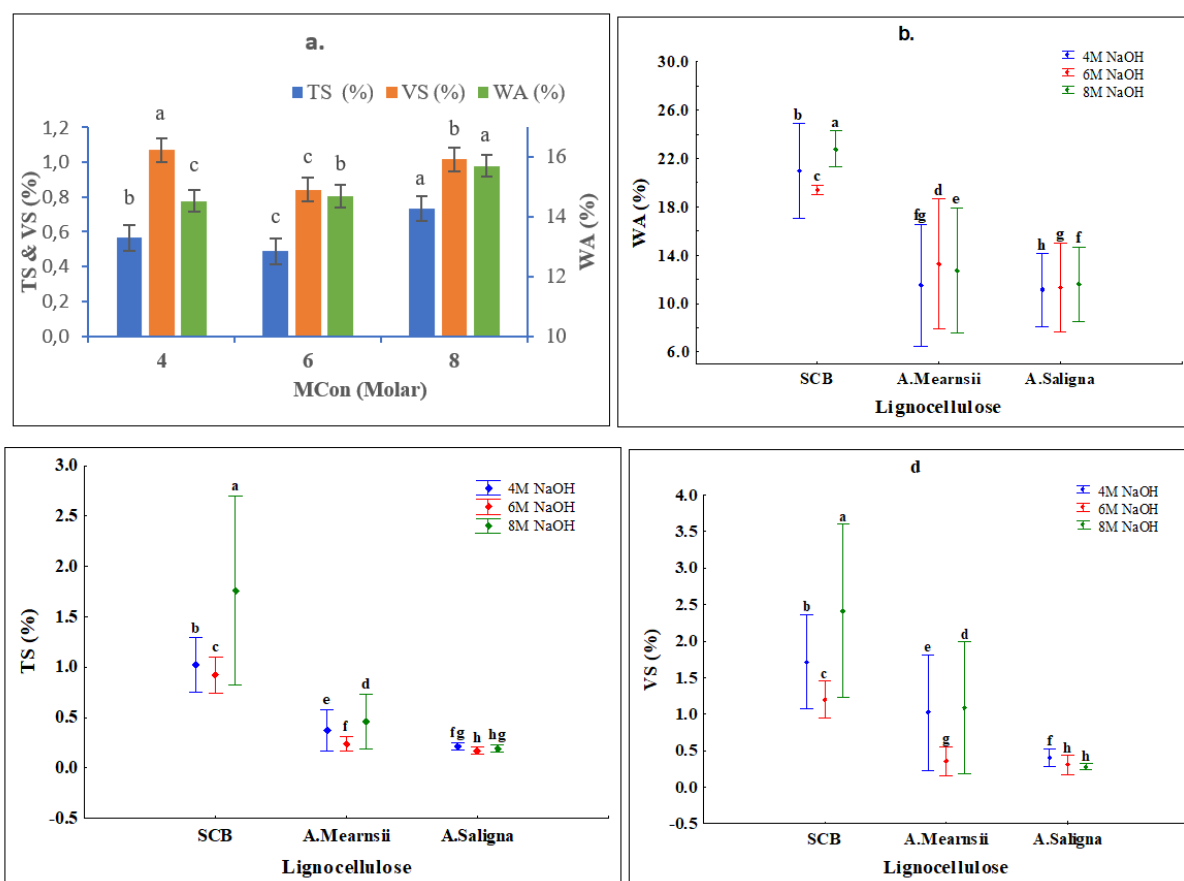 a.
TS (%) VS (%) WA (%)
1,2
1,0
0,8
0,6
0,4
0,2
0,0
TS & VS (%)
b a c
c c b
a b a
16
14
12
10
WA (%)
4 6 8
MCon (Molar)
b.
4M NaOH
6M NaOH
8M NaOH
30.0
26.0
22.0
18.0
14.0
10.0
6.0
WA (%)
b c a
fg d e
h g f
SCB A.Mearnsii A.Saligna
Lignocellulose
4M NaOH
6M NaOH
8M NaOH
3.0
2.5
2.0
1.5
1.0
0.5
0.0
-0.5
TS (%)
b c a
e f d
fg h hg
SCB A.Mearnsii A.Saligna
Lignocellulose
d
4M NaOH
6M NaOH
8M NaOH
4.0
3.5
3.0
2.5
2.0
1.5
1.0
0.5
0.0
-0.5
VS (%)
b c a
e g d
f h h
SCB A.Mearnsii A.Saligna
Lignocellulose